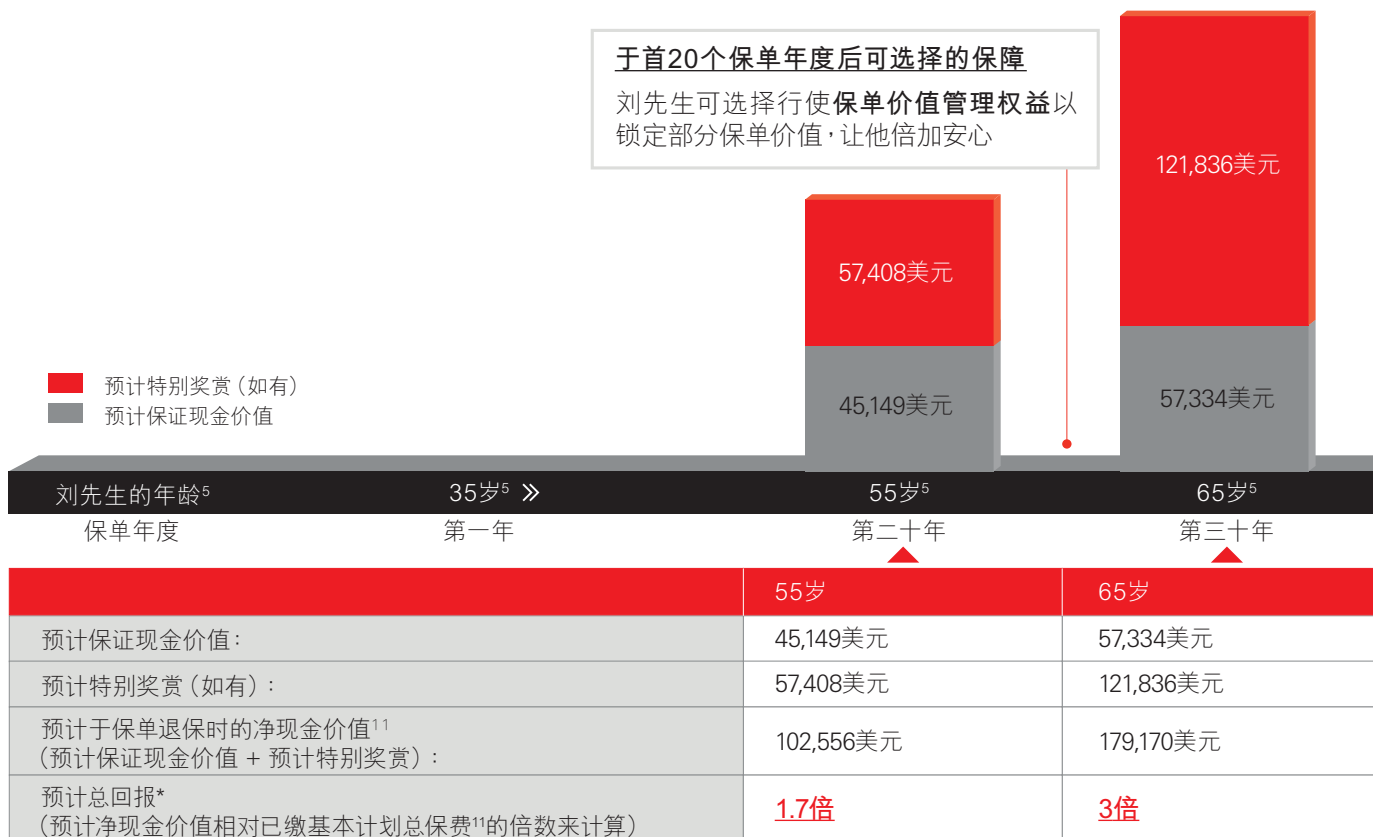 于首20个保单年度后可选择的保障
刘先生可选择行使保单价值管理权益以
锁定部分保单价值，让他倍加安心
121,836美元
57,408美元
45,149美元
57,334美元
预计特别奖赏（如有）
预计保证现金价值
刘先生的年龄5 35岁5 » 55岁5 65岁5
保单年度 第一年 第二十年 第三十年
55岁 65岁
预计保证现金价值： 45,149美元 57,334美元
预计特别奖赏（如有）： 57,408美元 121,836美元
预计于保单退保时的净现金价值11
（预计保证现金价值 + 预计特别奖赏）： 102,556美元 179,170美元
预计总回报*
（预计净现金价值相对已缴基本计划总保费11的倍数来计算） 1.7倍 3倍